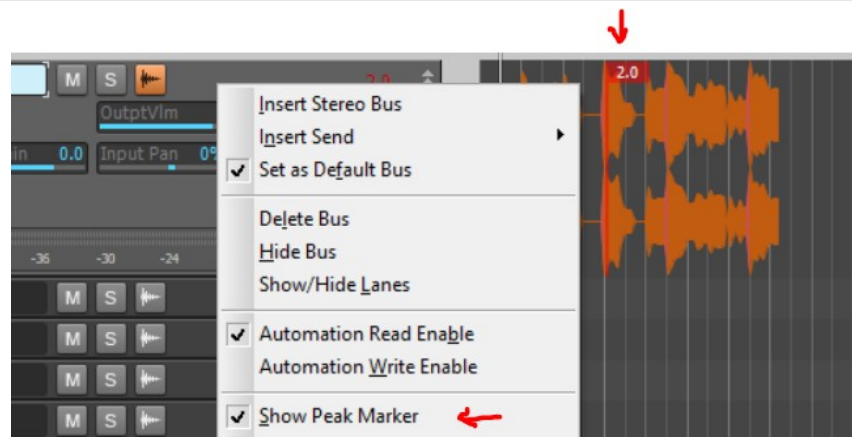 M S 2.0 2.0
OutptVlm
in 0.0 Input Pan 0%
-36 -30 -24
M S
M S
M S
M S
Insert Stereo Bus
Insert Send
Set as Default Bus
Delete Bus
Hide Bus
Show/Hide Lanes
Automation Read Enable
Automation Write Enable
Show Peak Marker